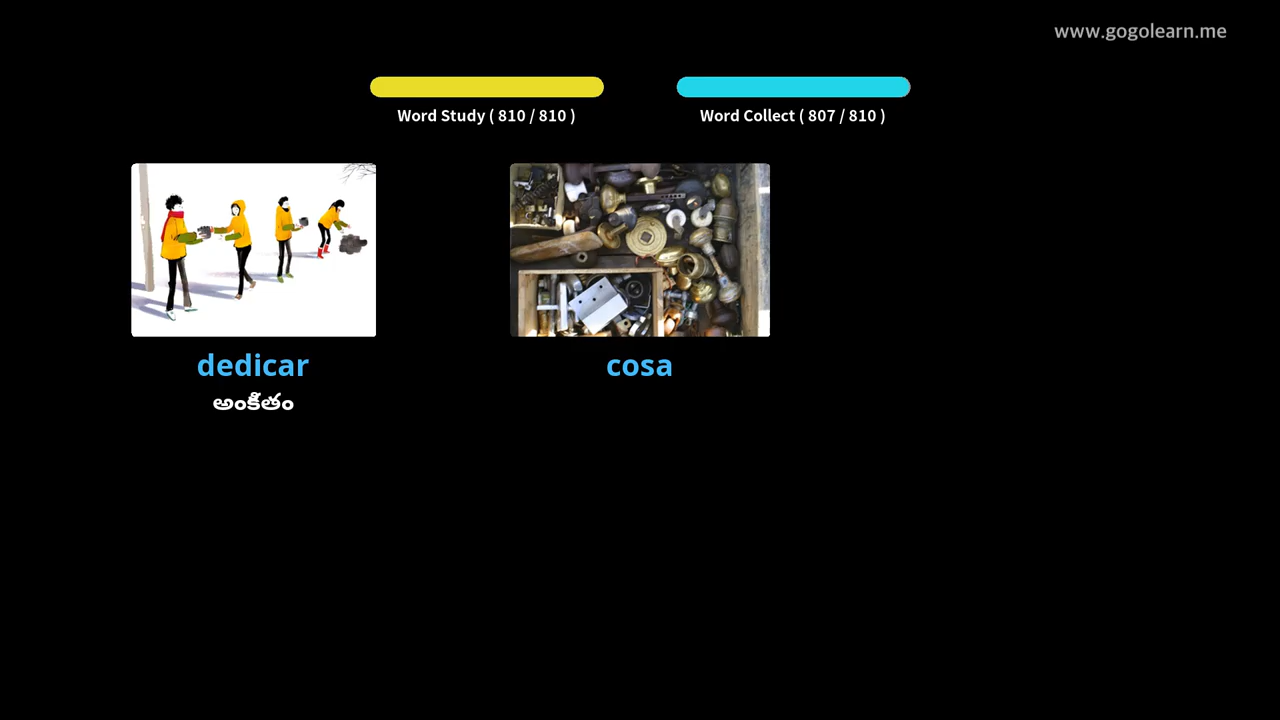 www.gogolearn.me
Word Study ( 810 / 810 )
Word Collect ( 807 / 810 )
dedicar
cosa
అంకితం